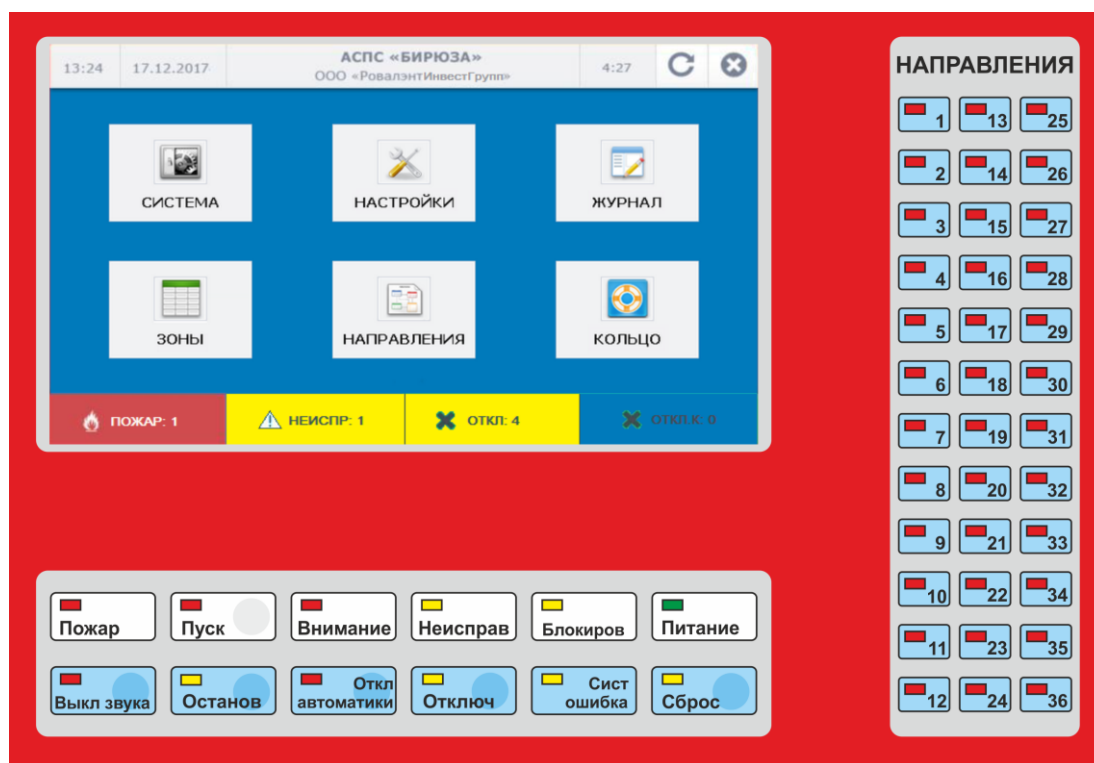 13:24 17.12.2017 АСПС «БИРЮЗА» 4:27
ООО «РовалэнтИнвестГрупп»
СИСТЕМА НАСТРОЙКИ ЖУРНАЛ
ЗОНЫ НАПРАВЛЕНИЯ КОЛЬЦО
ПОЖАР: 1 НЕИСПР: 1 ОТКЛ: 4 ОТКЛ К: 0
Пожар Пуск Внимание Неисправ Блокиров Питание
Выкл звука Останов Откл автоматики Отключ Сист ошибка Сброс
НАПРАВЛЕНИЯ
1 13 25
2 14 26
3 15 27
4 16 28
5 17 29
6 18 30
7 19 31
8 20 32
9 21 33
10 22 34
11 23 35
12 24 36